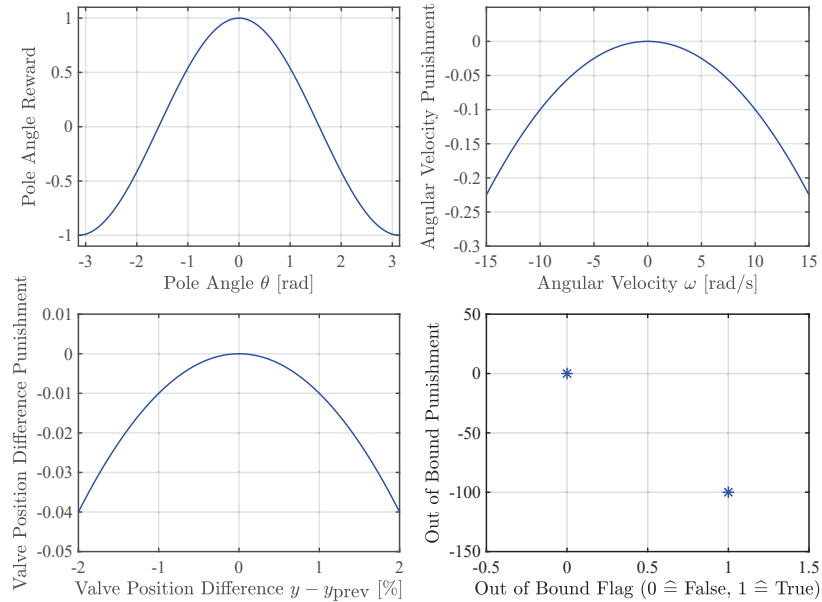 Pole Angle Reward
1
0.5
0
-0.5
-1
-3 -2 -1 0 1 2 3
Pole Angle θ [rad]
Angular Velocity Punishment
0
-0.05
-0.1
-0.15
-0.2
-0.25
-0.3
-15 -10 -5 0 5 10 15
Angular Velocity ω [rad/s]
Valve Position Difference Punishment
0.01
0
-0.01
-0.02
-0.03
-0.04
-0.05
-2 -1 0 1 2
Valve Position Difference y − yprev [%]
Out of Bound Punishment
50
0
-50
-100
-150
-0.5 0 0.5 1 1.5
Out of Bound Flag (0 ≙ False, 1 ≙ True)